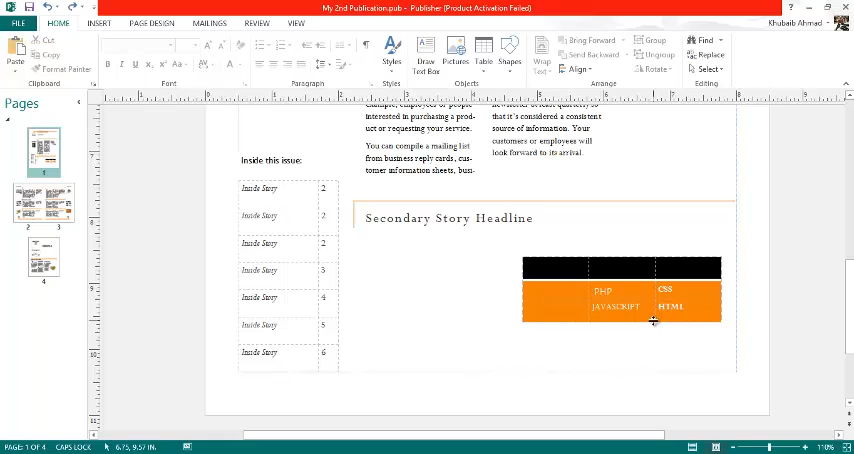 My 2nd Publication.pub - Publisher (Product Activation Failed)
FILE HOME INSERT PAGE DESIGN MAILINGS REVIEW VIEW
Khubaib Ahmad
Paste
Cut
Copy
Format Painter
Clipboard
Font
Paragraph
Styles
Styles
Draw Text Box
Pictures
Table
Shapes
Objects
Wrap Text
Bring Forward
Send Backward
Align
Group
Ungroup
Rotate
Arrange
Find
Replace
Select
Editing
Pages
1
2 3
4
interested in purchasing a prod-
uct or requesting your service.
You can compile a mailing list
from business reply cards, cus-
tomer information sheets, busi-
that it's considered a consistent
source of information. Your
customers or employees will
look forward to its arrival.
Inside this issue:
Inside Story 2
Inside Story 2
Inside Story 2
Inside Story 3
Inside Story 4
Inside Story 5
Inside Story 6
Secondary Story Headline
PHP CSS
JAVASCRIPT HTML
PAGE: 1 OF 4 CAPS LOCK 6.75, 9.57 IN. 110%